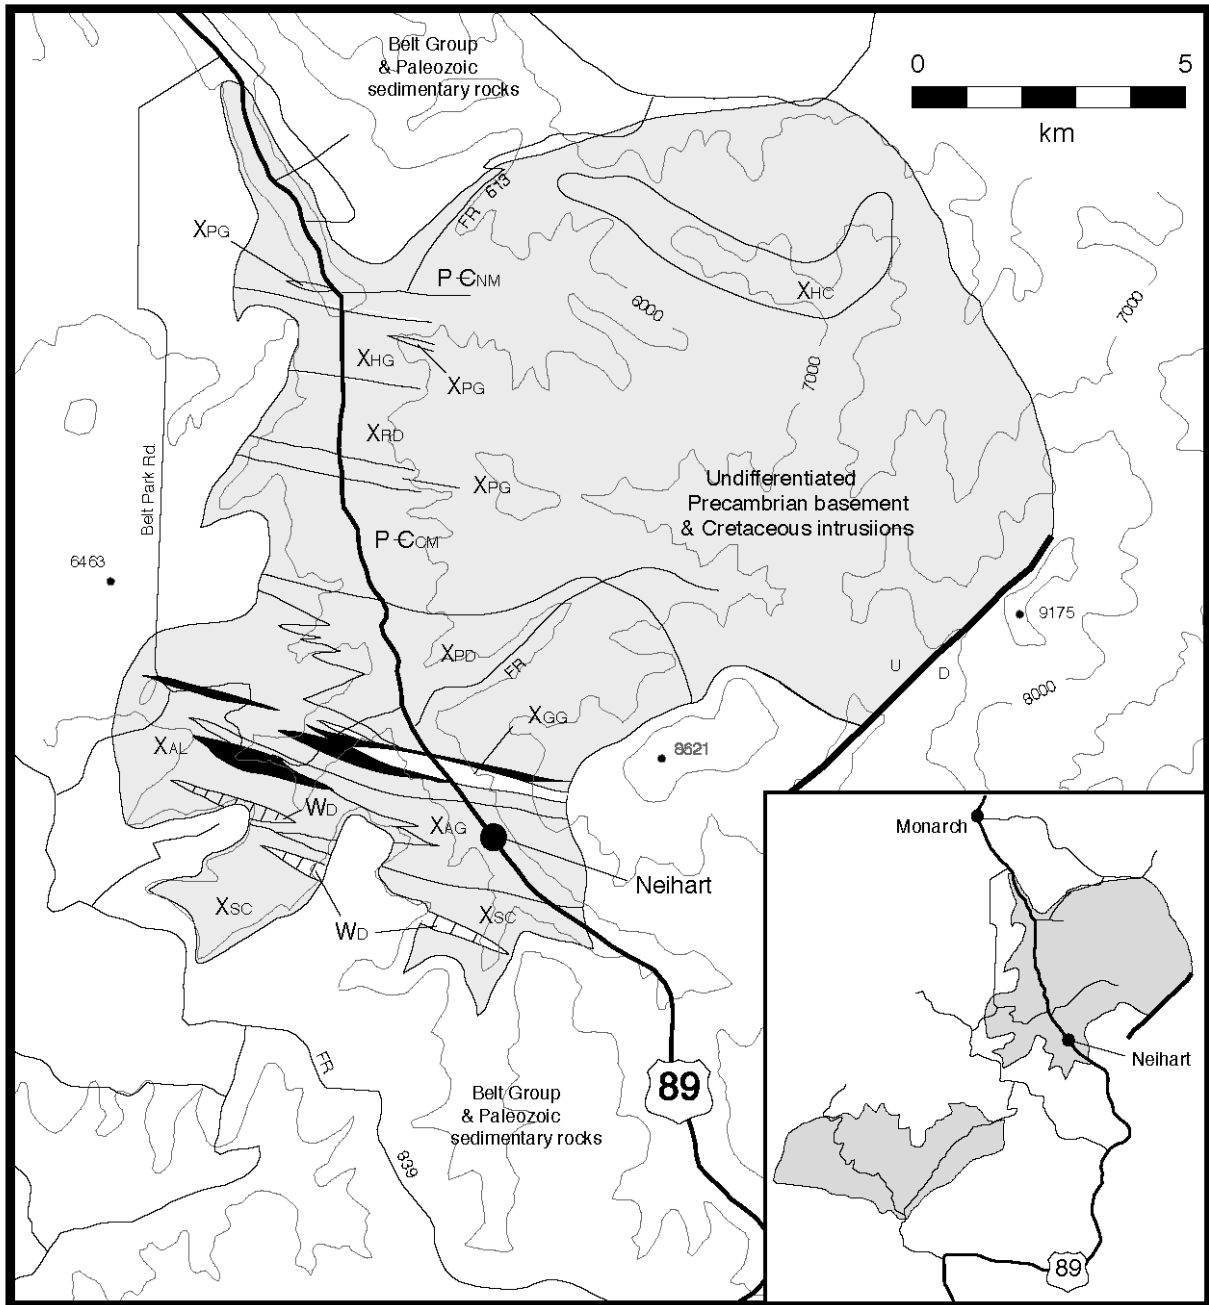 Belt Group
& Paleozoic
sedimentary rocks
0 5
km
FR 613
XPG
P-CNM
XHC
6000
7000
7000
XHG
XPG
XRD
Belt Park Rd.
XPG
Undifferentiated
Precambrian basement
& Cretaceous intrusiions
P-CCM
6463
9175
XPD
FR
U
D
8000
XGG
XAL
8621
WD
XAG
Neihart
XSC
XSC
WD
FR
839
89
Belt Group
& Paleozoic
sedimentary rocks
Monarch
Neihart
89